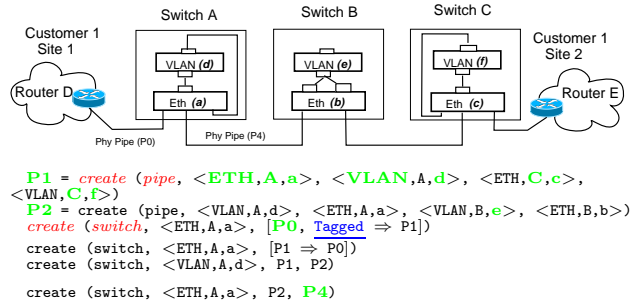 Switch A
Switch B
Switch C
Customer 1
Site 1
Customer 1
Site 2
VLAN (d)
VLAN (e)
VLAN (f)
Router D
Eth (a)
Eth (b)
Eth (c)
Router E
Phy Pipe (P0)
Phy Pipe (P4)
P1 = create (pipe, <ETH,A,a>, <VLAN,A,d>, <ETH,C,c>,
<VLAN,C,f>)
P2 = create (pipe, <VLAN,A,d>, <ETH,A,a>, <VLAN,B,e>, <ETH,B,b>)
create (switch, <ETH,A,a>, [P0, Tagged ⇒ P1])
create (switch, <ETH,A,a>, [P1 ⇒ P0])
create (switch, <VLAN,A,d>, P1, P2)
create (switch, <ETH,A,a>, P2, P4)